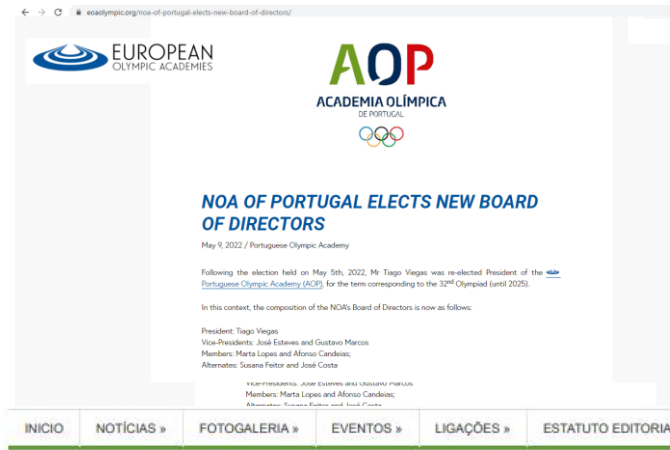 eoaolympic.org/noa-of-portugal-elects-new-board-of-directors/
EUROPEAN
OLYMPIC ACADEMIES
AOP
ACADEMIA OLÍMPICA
DE PORTUGAL
NOA OF PORTUGAL ELECTS NEW BOARD
OF DIRECTORS
May 9, 2022 / Portuguese Olympic Academy
Following the election held on May 5th, 2022, Mr Tiago Viegas was re-elected President of the
Portuguese Olympic Academy (AOP), for the term corresponding to the 32nd Olympiad (until 2025).
In this context, the composition of the NOA's Board of Directors is now as follows:
President: Tiago Viegas
Vice-Presidents: José Esteves and Gustavo Marcos
Members: Marta Lopes and Afonso Candeias;
Alternates: Susana Feitor and José Costa
Vice-Presidents: José Esteves and Gustavo Marcos
Members: Marta Lopes and Afonso Candeias;
Alternates: Susana Feitor and José Costa
INICIO NOTÍCIAS » FOTOGALERIA » EVENTOS » LIGAÇÕES » ESTATUTO EDITORIA